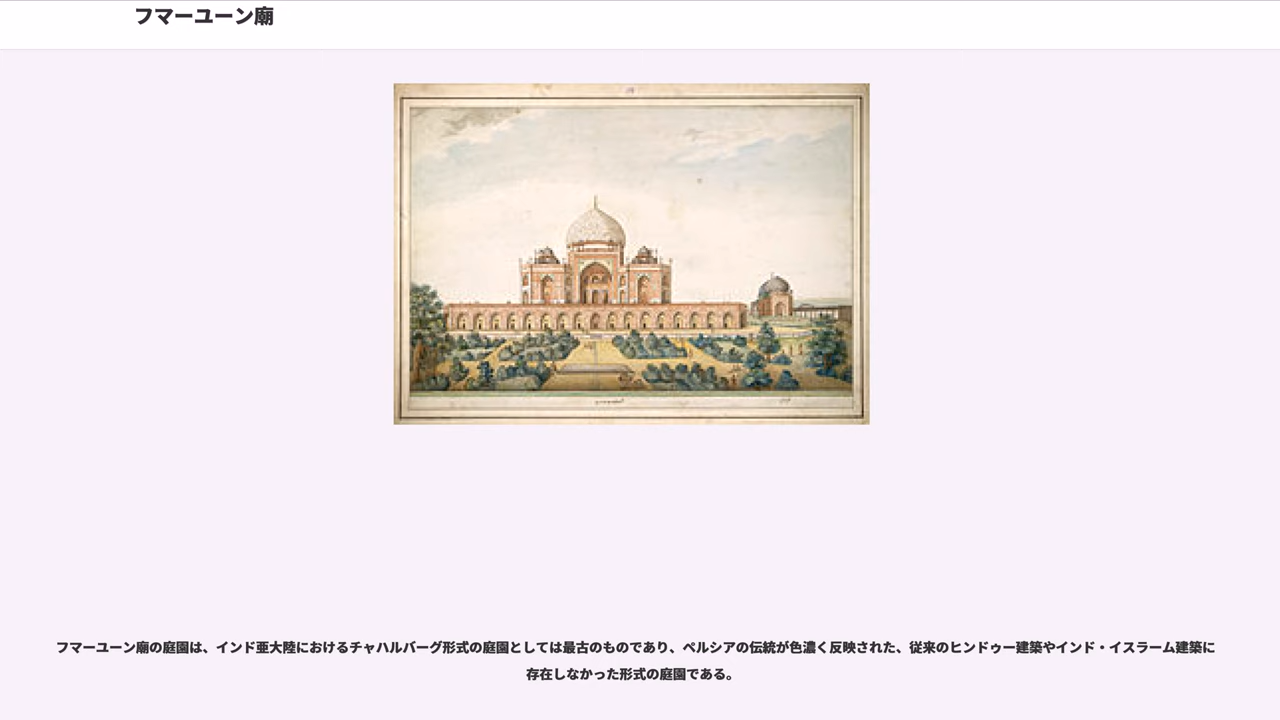 フマーユーン廟
フマーユーン廟の庭園は、インド亜大陸におけるチャハルバーグ形式の庭園としては最古のものであり、ペルシアの伝統が色濃く反映された、従来のヒンドゥー建築やインド・イスラーム建築に
存在しなかった形式の庭園である。